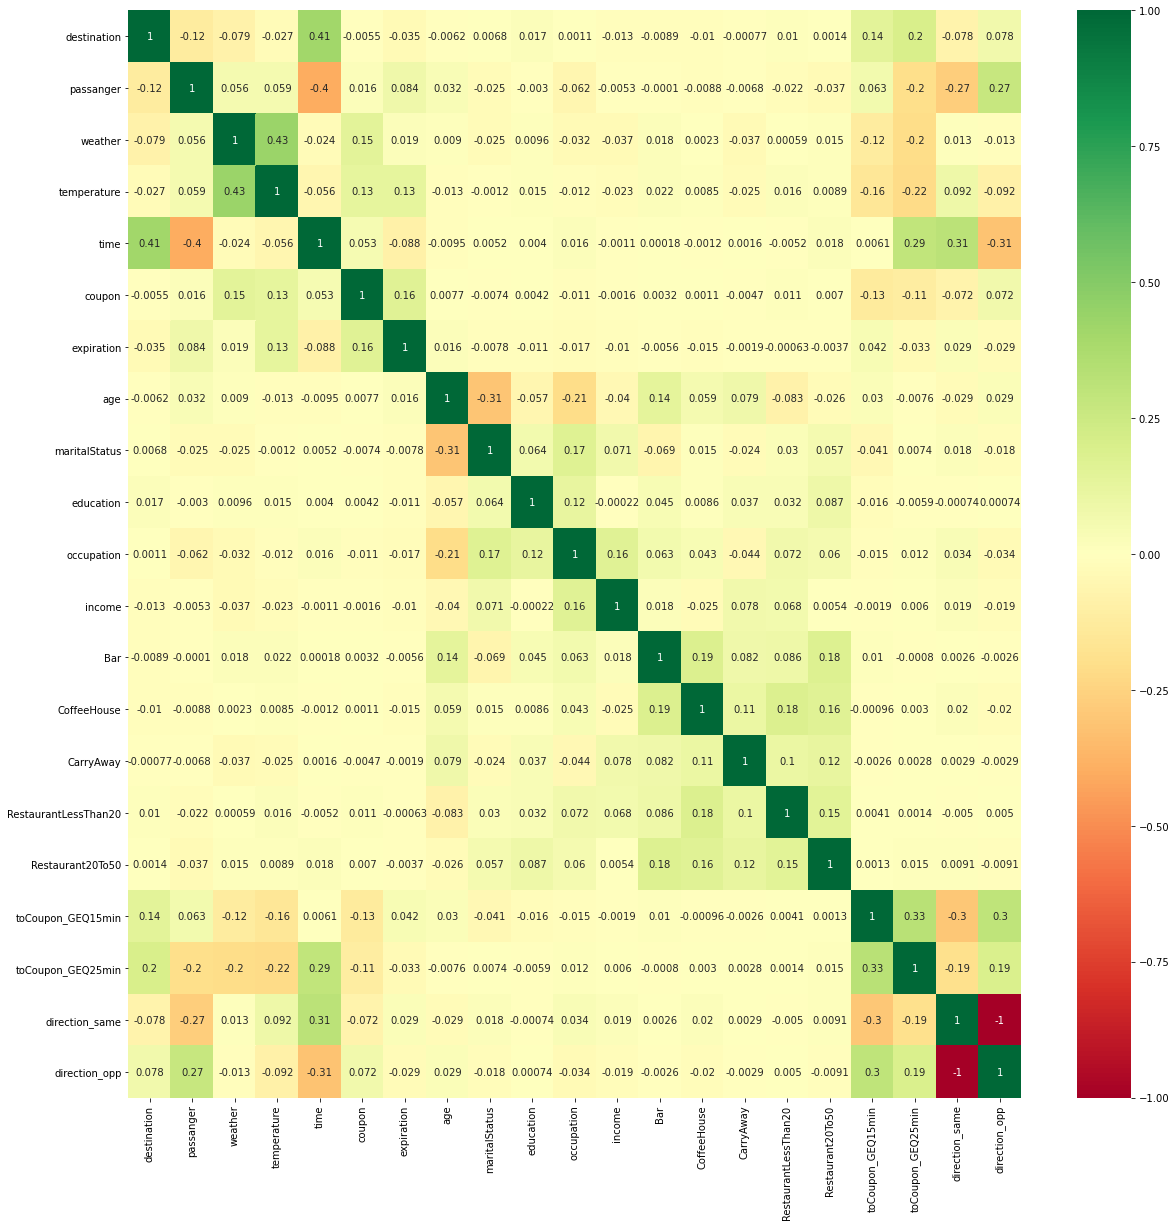 destination 1 -0.12 -0.079 -0.027 0.41 -0.0055 -0.035 -0.0062 0.0068 0.017 0.0011 -0.013 -0.0089 -0.01 -0.00077 0.01 0.0014 0.14 0.2 -0.078 0.078
passanger -0.12 1 0.056 0.059 -0.4 0.016 0.084 0.032 -0.025 -0.003 -0.062 -0.0053 -0.0001 -0.0088 -0.0068 -0.022 -0.037 0.063 -0.2 -0.27 0.27
weather -0.079 0.056 1 0.43 -0.024 0.15 0.019 0.009 -0.025 0.0096 -0.032 -0.037 0.018 0.0023 -0.037 0.00059 0.015 -0.12 -0.2 0.013 -0.013
temperature -0.027 0.059 0.43 1 -0.056 0.13 0.13 -0.013 -0.0012 0.015 -0.012 -0.023 0.022 0.0085 -0.025 0.016 0.0089 -0.16 -0.22 0.092 -0.092
time 0.41 -0.4 -0.024 -0.056 1 0.053 -0.088 -0.0095 0.0052 0.004 0.016 -0.0011 0.00018 -0.0012 0.0016 -0.0052 0.018 0.0061 0.29 0.31 -0.31
coupon -0.0055 0.016 0.15 0.13 0.053 1 0.16 0.0077 -0.0074 0.0042 -0.011 -0.0016 0.0032 0.0011 -0.0047 0.011 0.007 -0.13 -0.11 -0.072 0.072
expiration -0.035 0.084 0.019 0.13 -0.088 0.16 1 0.016 -0.0078 -0.011 -0.017 -0.01 -0.0056 -0.015 -0.0019 -0.00063 -0.0037 0.042 -0.033 0.029 -0.029
age -0.0062 0.032 0.009 -0.013 -0.0095 0.0077 0.016 1 -0.31 -0.057 -0.21 -0.04 0.14 0.059 0.079 -0.083 -0.026 0.03 -0.0076 -0.029 0.029
maritalStatus 0.0068 -0.025 -0.025 -0.0012 0.0052 -0.0074 -0.0078 -0.31 1 0.064 0.17 0.071 -0.069 0.015 -0.024 0.03 0.057 -0.041 0.0074 0.018 -0.018
education 0.017 -0.003 0.0096 0.015 0.004 0.0042 -0.011 -0.057 0.064 1 0.12 -0.00022 0.045 0.0086 0.037 0.032 0.087 -0.016 -0.0059 -0.00074 0.00074
occupation 0.0011 -0.062 -0.032 -0.012 0.016 -0.011 -0.017 -0.21 0.17 0.12 1 0.16 0.063 0.043 -0.044 0.072 0.06 -0.015 0.012 0.034 -0.034
income -0.013 -0.0053 -0.037 -0.023 -0.0011 -0.0016 -0.01 -0.04 0.071 -0.00022 0.16 1 0.018 -0.025 0.078 0.068 0.0054 -0.0019 0.006 0.019 -0.019
Bar -0.0089 -0.0001 0.018 0.022 0.00018 0.0032 -0.0056 0.14 -0.069 0.045 0.063 0.018 1 0.19 0.082 0.086 0.18 0.01 -0.0008 0.0026 -0.0026
CoffeeHouse -0.01 -0.0088 0.0023 0.0085 -0.0012 0.0011 -0.015 0.059 0.015 0.0086 0.043 -0.025 0.19 1 0.11 0.18 0.16 -0.00096 0.003 0.02 -0.02
CarryAway -0.00077 -0.0068 -0.037 -0.025 0.0016 -0.0047 -0.0019 0.079 -0.024 0.037 -0.044 0.078 0.082 0.11 1 0.1 0.12 -0.0026 0.0028 0.0029 -0.0029
RestaurantLessThan20 0.01 -0.022 0.00059 0.016 -0.0052 0.011 -0.00063 -0.083 0.03 0.032 0.072 0.068 0.086 0.18 0.1 1 0.15 0.0041 0.0014 -0.005 0.005
Restaurant20To50 0.0014 -0.037 0.015 0.0089 0.018 0.007 -0.0037 -0.026 0.057 0.087 0.06 0.0054 0.18 0.16 0.12 0.15 1 0.0013 0.015 0.0091 -0.0091
toCoupon_GEQ15min 0.14 0.063 -0.12 -0.16 0.0061 -0.13 0.042 0.03 -0.041 -0.016 -0.015 -0.0019 0.01 -0.00096 -0.0026 0.0041 0.0013 1 0.33 -0.3 0.3
toCoupon_GEQ25min 0.2 -0.2 -0.2 -0.22 0.29 -0.11 -0.033 -0.0076 0.0074 -0.0059 0.012 0.006 -0.0008 0.003 0.0028 0.0014 0.015 0.33 1 -0.19 0.19
direction_same -0.078 -0.27 0.013 0.092 0.31 -0.072 0.029 -0.029 0.018 -0.00074 0.034 0.019 0.0026 0.02 0.0029 -0.005 0.0091 -0.3 -0.19 1 -1
direction_opp 0.078 0.27 -0.013 -0.092 -0.31 0.072 -0.029 0.029 -0.018 0.00074 -0.034 -0.019 -0.0026 -0.02 -0.0029 0.005 -0.0091 0.3 0.19 -1 1
destination
passanger
weather
temperature
time
coupon
expiration
age
maritalStatus
education
occupation
income
Bar
CoffeeHouse
CarryAway
RestaurantLessThan20
Restaurant20To50
toCoupon_GEQ15min
toCoupon_GEQ25min
direction_same
direction_opp
1.00
0.75
0.50
0.25
0.00
−0.25
−0.50
−0.75
−1.00